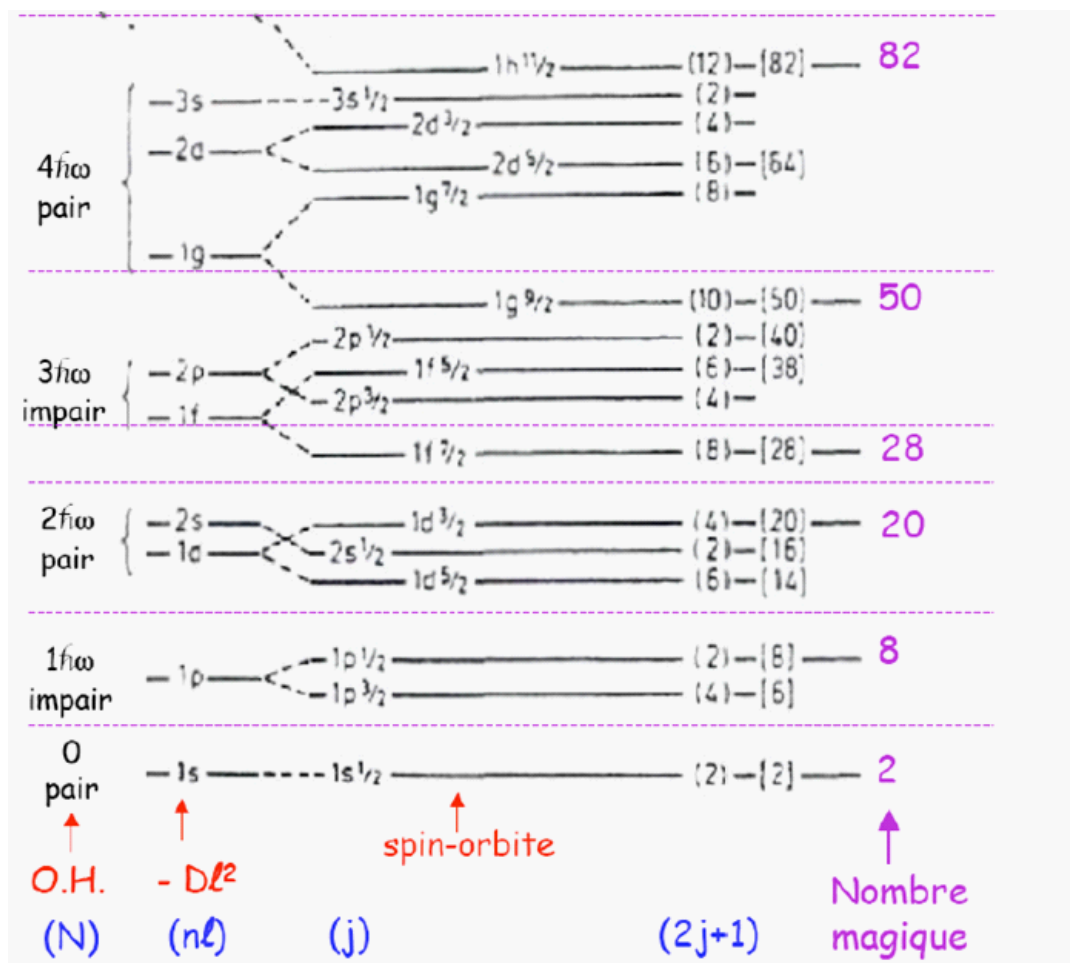 1h 11/2 (12) [82] 82
3s 3s 1/2 (2)
2d 3/2 (4)
2d
2d 5/2 (6) [64]
4ħω
pair
1g 7/2 (8)
1g
1g 9/2 (10) [50] 50
2p 1/2 (2) [40]
3ħω
impair
2p 1f 5/2 (6) [38]
2p 3/2 (4)
1f
1f 7/2 (8) [28] 28
2ħω
pair
2s 1d 3/2 (4) [20] 20
1d 2s 1/2 (2) [16]
1d 5/2 (6) [14]
1ħω
impair
1p 1/2 (2) [8] 8
1p
1p 3/2 (4) [6]
0
pair
1s 1s 1/2 (2) [2] 2
spin-orbite
O.H. - Dℓ²
Nombre
magique
(N) (nℓ) (j) (2j+1)